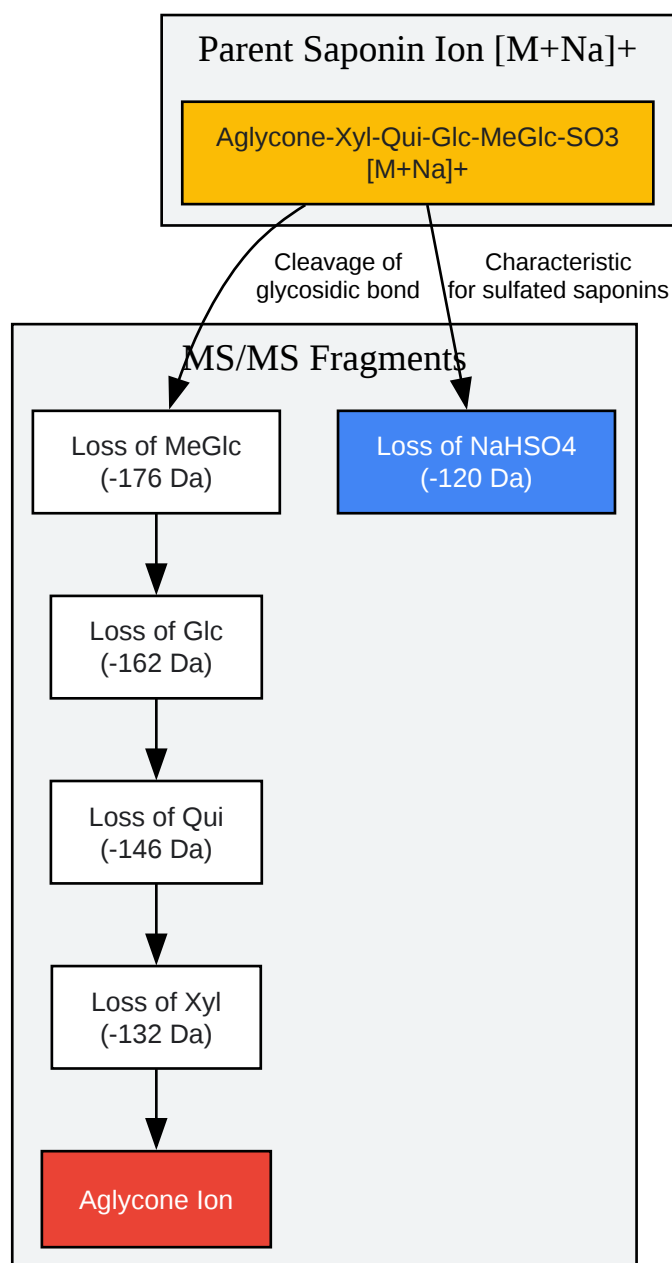 Parent Saponin Ion [M+Na]+
Aglycone-Xyl-Qui-Glc-MeGlc-SO3
[M+Na]+
Cleavage of
glycosidic bond
Characteristic
for sulfated saponins
MS/MS Fragments
Loss of MeGlc
(-176 Da)
Loss of NaHSO4
(-120 Da)
Loss of Glc
(-162 Da)
Loss of Qui
(-146 Da)
Loss of Xyl
(-132 Da)
Aglycone Ion